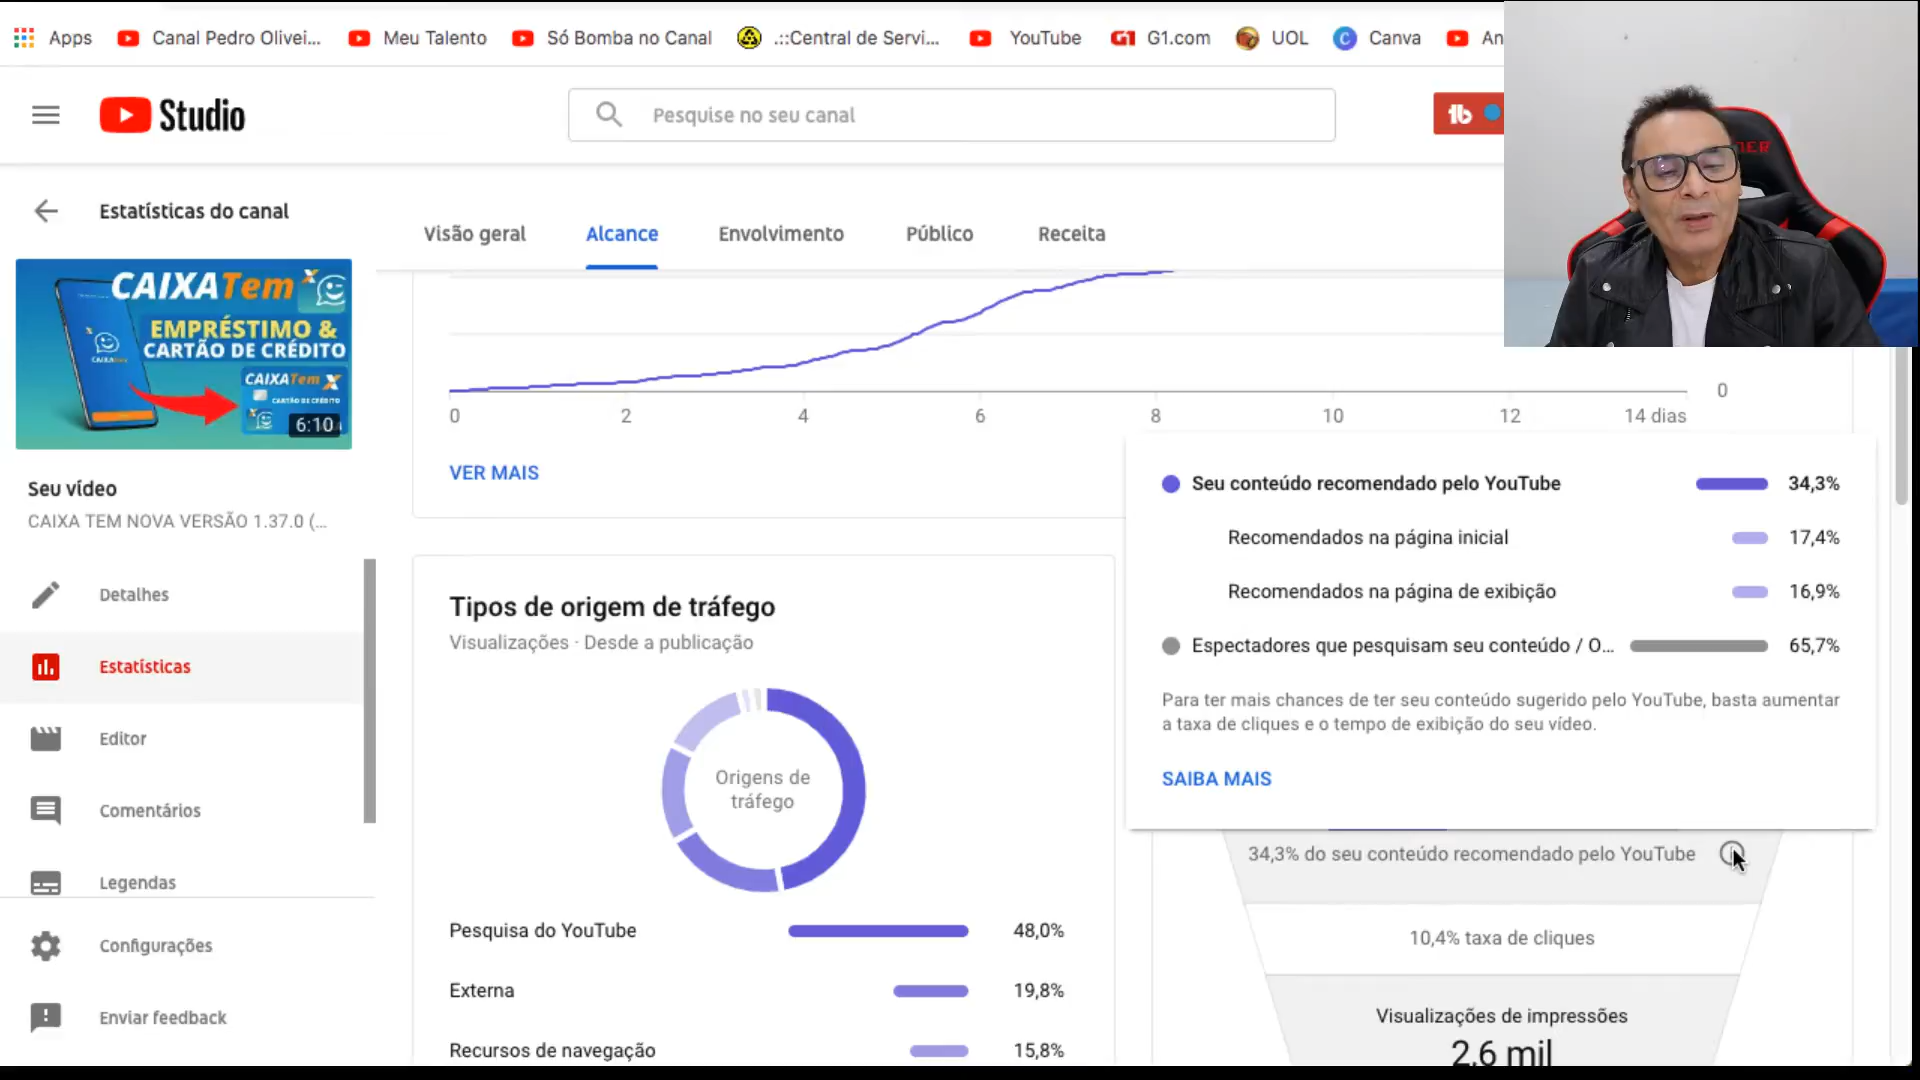 Apps
Canal Pedro Olivei...
Meu Talento
Só Bomba no Canal
.::Central de Servi...
YouTube
G1
G1.com
UOL
C
Canva
An
Studio
Pesquise no seu canal
tb
Estatísticas do canal
Visão geral
Alcance
Envolvimento
Público
Receita
CAIXATem
EMPRÉSTIMO &
CARTÃO DE CRÉDITO
CAIXATem
CARTÃO DE CRÉDITO
6:10
Seu vídeo
CAIXA TEM NOVA VERSÃO 1.37.0 (...
Detalhes
Estatísticas
Editor
Comentários
Legendas
Configurações
Enviar feedback
0
0 2 4 6 8 10 12 14 dias
VER MAIS
Tipos de origem de tráfego
Visualizações · Desde a publicação
Origens de
tráfego
Pesquisa do YouTube 48,0%
Externa 19,8%
Recursos de navegação 15,8%
Seu conteúdo recomendado pelo YouTube 34,3%
Recomendados na página inicial 17,4%
Recomendados na página de exibição 16,9%
Espectadores que pesquisam seu conteúdo / O... 65,7%
Para ter mais chances de ter seu conteúdo sugerido pelo YouTube, basta aumentar
a taxa de cliques e o tempo de exibição do seu vídeo.
SAIBA MAIS
34,3% do seu conteúdo recomendado pelo YouTube
10,4% taxa de cliques
Visualizações de impressões
2,6 mil